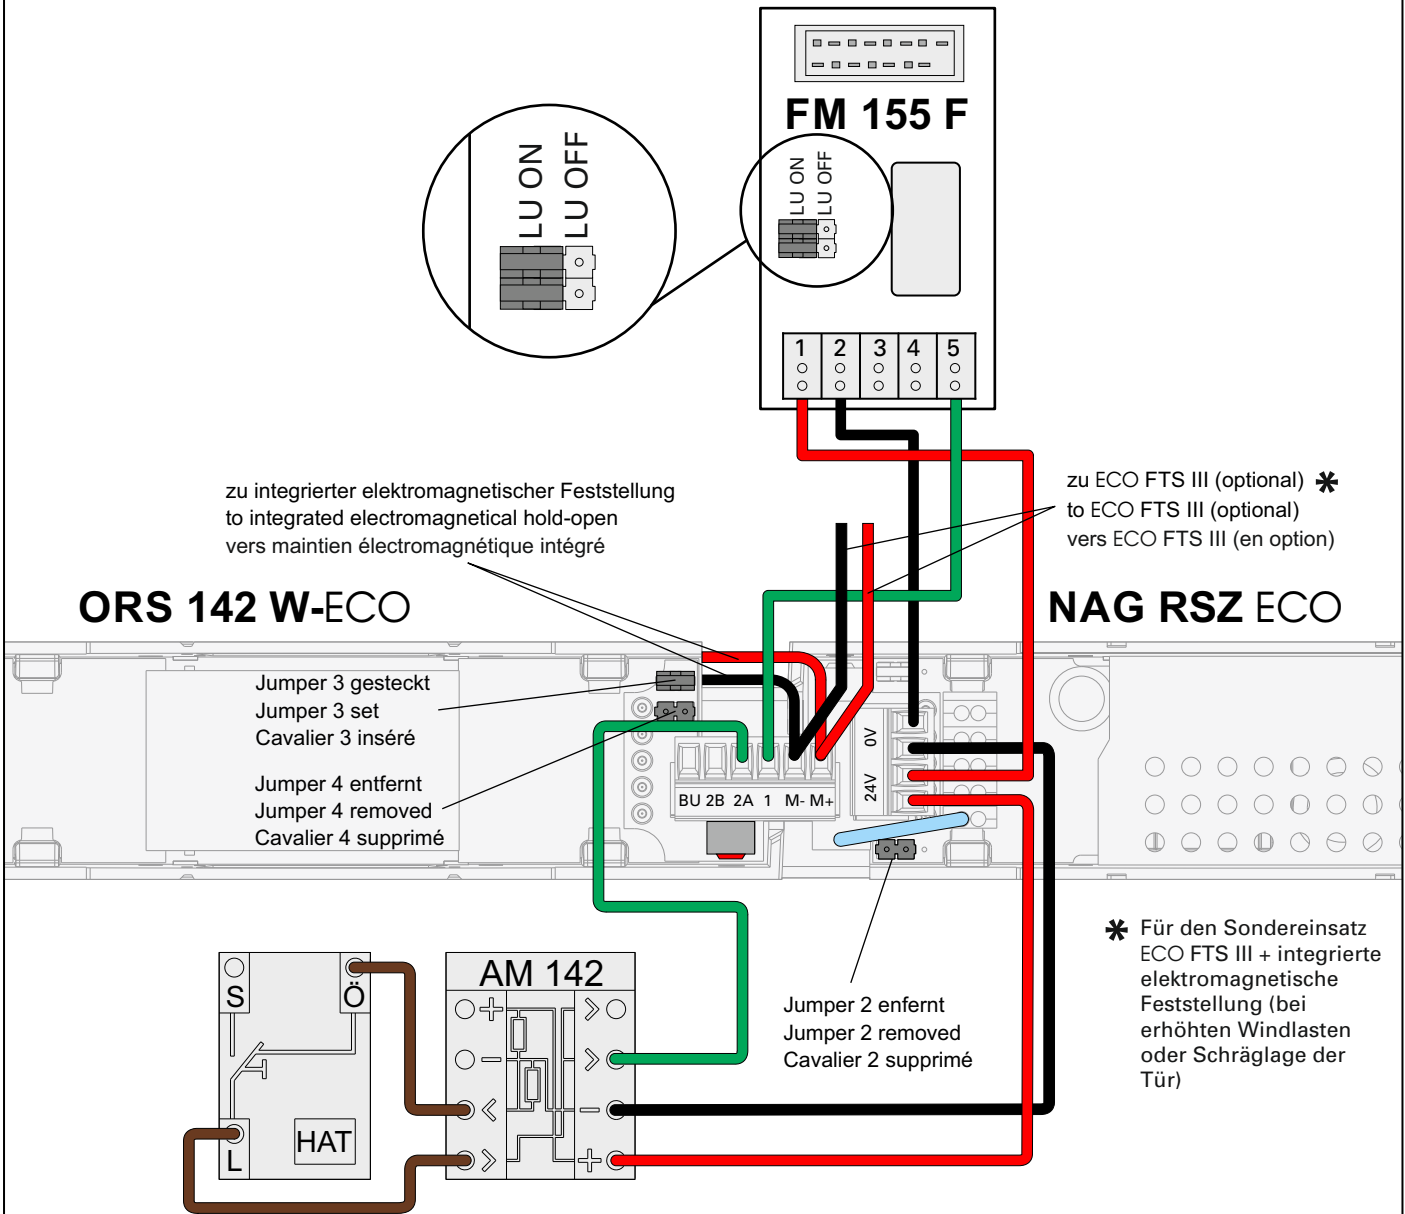 FM 155 F
LU ON
LU OFF
LU ON
LU OFF
1 2 3 4 5
zu integrierter elektromagnetischer Feststellung
to integrated electromagnetical hold-open
vers maintien électromagnétique intégré
zu ECO FTS III (optional) *
to ECO FTS III (optional)
vers ECO FTS III (en option)
ORS 142 W-ECO
NAG RSZ ECO
Jumper 3 gesteckt
Jumper 3 set
Cavalier 3 inséré
Jumper 4 entfernt
Jumper 4 removed
Cavalier 4 supprimé
BU 2B 2A 1 M- M+
0V
24V
Jumper 2 enfernt
Jumper 2 removed
Cavalier 2 supprimé
* Für den Sondereinsatz
ECO FTS III + integrierte
elektromagnetische
Feststellung (bei
erhöhten Windlasten
oder Schräglage der
Tür)
S
Ö
L
HAT
AM 142
+ >
- >
< -
> +